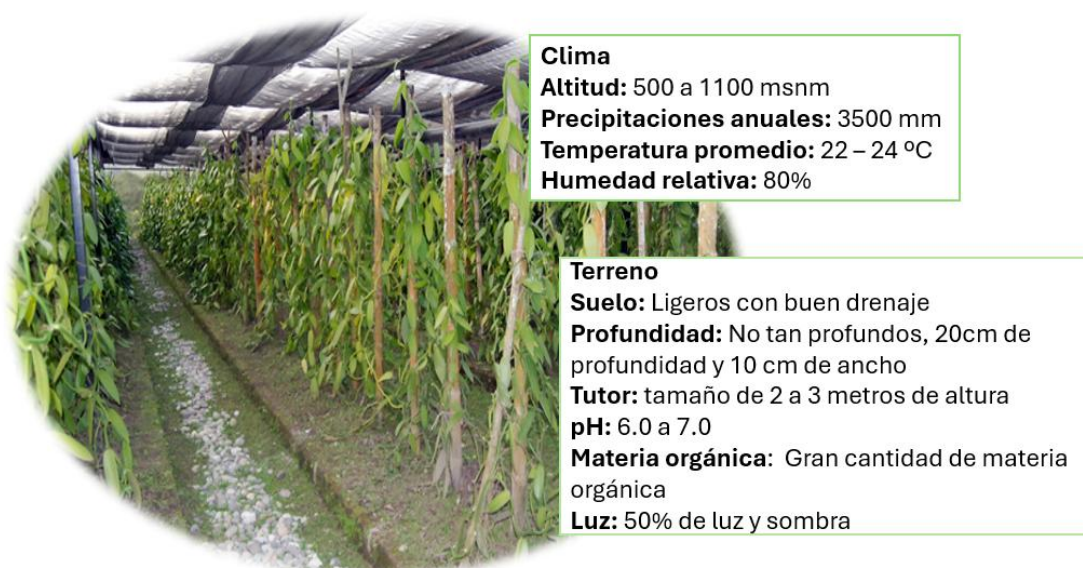 Clima
Altitud: 500 a 1100 msnm
Precipitaciones anuales: 3500 mm
Temperatura promedio: 22 – 24 ºC
Humedad relativa: 80%
Terreno
Suelo: Ligeros con buen drenaje
Profundidad: No tan profundos, 20cm de
profundidad y 10 cm de ancho
Tutor: tamaño de 2 a 3 metros de altura
pH: 6.0 a 7.0
Materia orgánica: Gran cantidad de materia
orgánica
Luz: 50% de luz y sombra